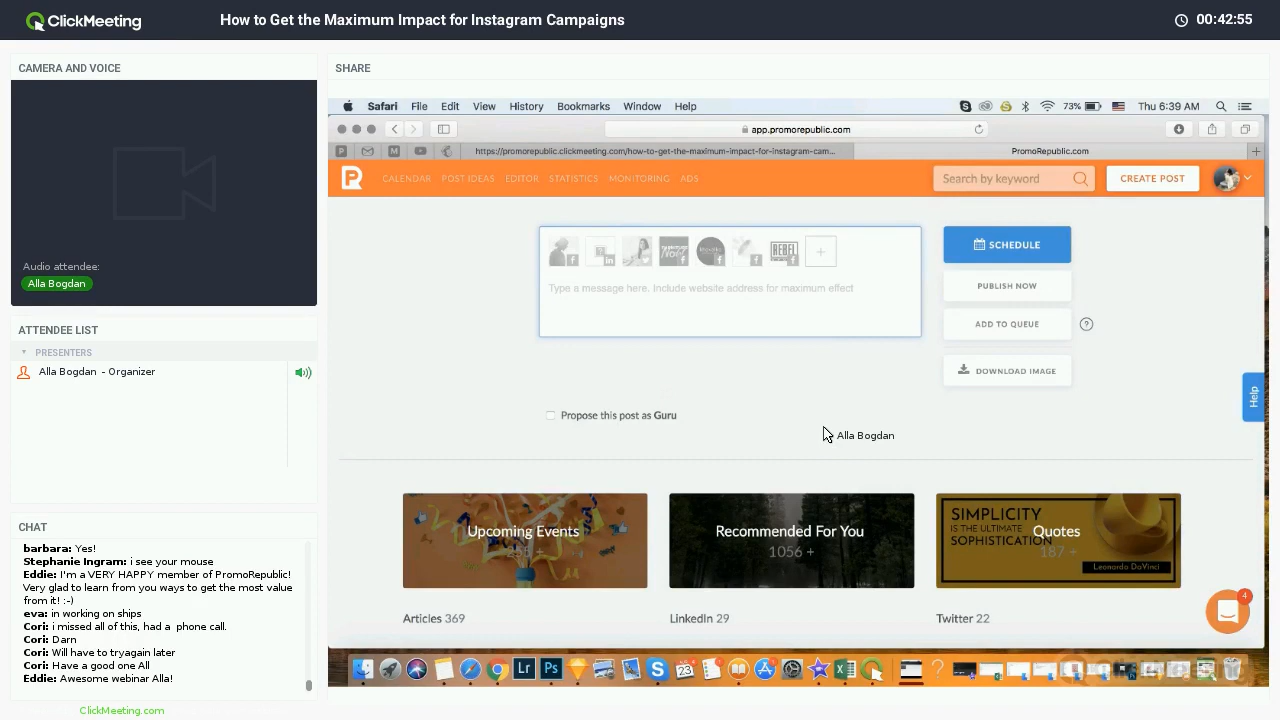 ClickMeeting
How to Get the Maximum Impact for Instagram Campaigns
00:42:55
CAMERA AND VOICE
Audio attendee:
Alla Bogdan
ATTENDEE LIST
PRESENTERS
Alla Bogdan - Organizer
CHAT
barbara: Yes!
Stephanie Ingram: i see your mouse
Eddie: I'm a VERY HAPPY member of PromoRepublic!
Very glad to learn from you ways to get the most value
from it! :-)
eva: in working on ships
Cori: i missed all of this, had a phone call.
Cori: Darn
Cori: Will have to tryagain later
Cori: Have a good one All
Eddie: Awesome webinar Alla!
ClickMeeting.com
SHARE
Safari File Edit View History Bookmarks Window Help
73% Thu 6:39 AM
app.promorepublic.com
https://promorepublic.clickmeeting.com/how-to-get-the-maximum-impact-for-instagram-cam...
PromoRepublic.com
CALENDAR POST IDEAS EDITOR STATISTICS MONITORING ADS
Search by keyword
CREATE POST
REBEL
Type a message here. Include website address for maximum effect
SCHEDULE
PUBLISH NOW
ADD TO QUEUE ?
DOWNLOAD IMAGE
Help
Propose this post as Guru
Alla Bogdan
Upcoming Events
Recommended For You
1056 +
SIMPLICITY
IS THE ULTIMATE
SOPHISTICATION
Leonardo DaVinci
Quotes
187 +
Articles 369
LinkedIn 29
Twitter 22
4
Lr
Ps
23